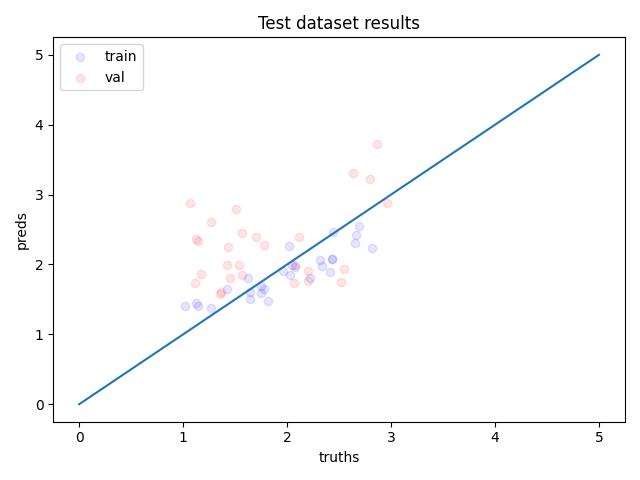 Test dataset results
train
val
preds
5
4
3
2
1
0
0 1 2 3 4 5
truths